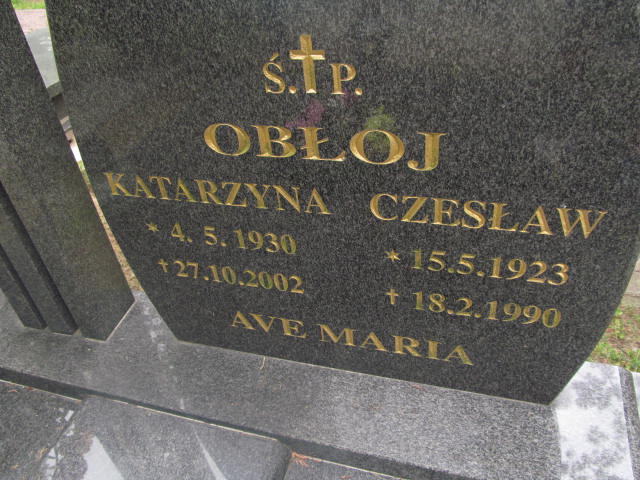 Ś.✝P.
OBŁOJ
KATARZYNA
* 4.5.1930
✝27.10.2002
CZESŁAW
* 15.5.1923
✝ 18.2.1990
AVE MARIA